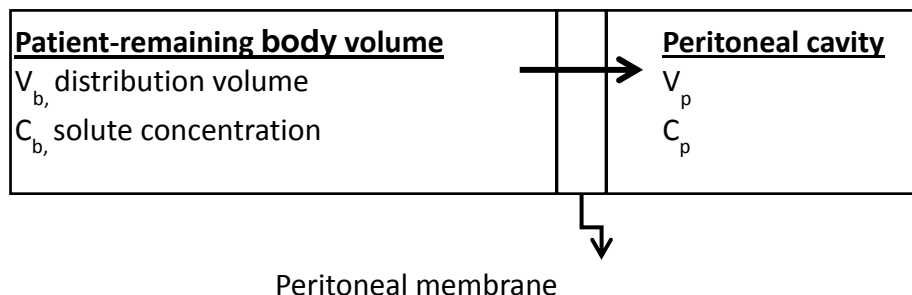 Patient-remaining body volume
V_b, distribution volume
C_b, solute concentration
Peritoneal cavity
V_p
C_p
Peritoneal membrane